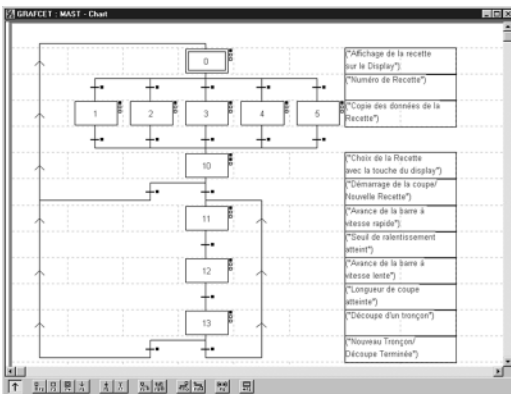 GRAFCET : MAST - Chart
0
("Affichage de la recette
sur le Display")
("Numéro de Recette")
1
2
3
4
5
("Copie des données de la
Recette")
10
("Choix de la Recette
avec la touche du display")
("Démarrage de la coupe/
Nouvelle Recette")
11
("Avance de la barre à
vitesse rapide")
("Seuil de ralentissement
atteint")
12
("Avance de la barre à
vitesse lente")
("Longueur de coupe
atteinte")
13
("Découpe d'un tronçon")
("Nouveau Tronçon/
Découpe Terminée")